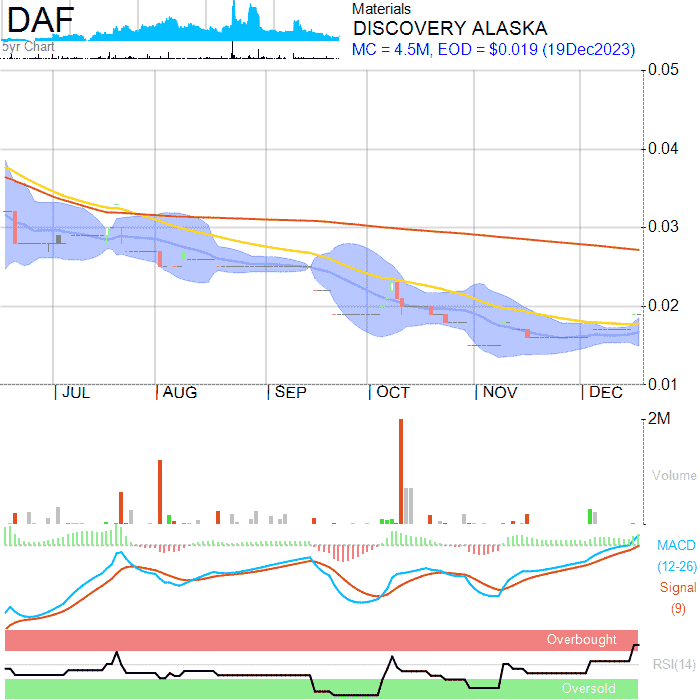 DAF
5yr Chart
Materials
DISCOVERY ALASKA
MC = 4.5M, EOD = $0.019 (19Dec2023)
0.05
0.04
0.03
0.02
0.01
JUL
AUG
SEP
OCT
NOV
DEC
2M
Volume
MACD
(12-26)
Signal
(9)
Overbought
RSI(14)
Oversold